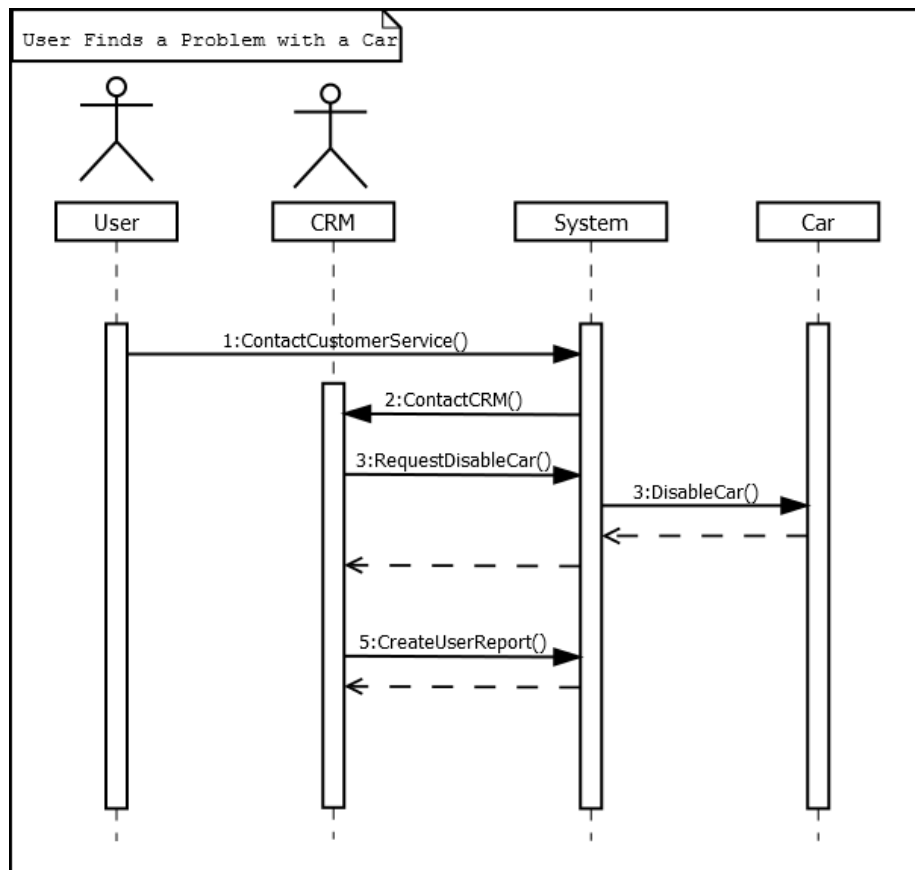 User Finds a Problem with a Car
User
CRM
System
Car
1:ContactCustomerService()
2:ContactCRM()
3:RequestDisableCar()
3:DisableCar()
5:CreateUserReport()